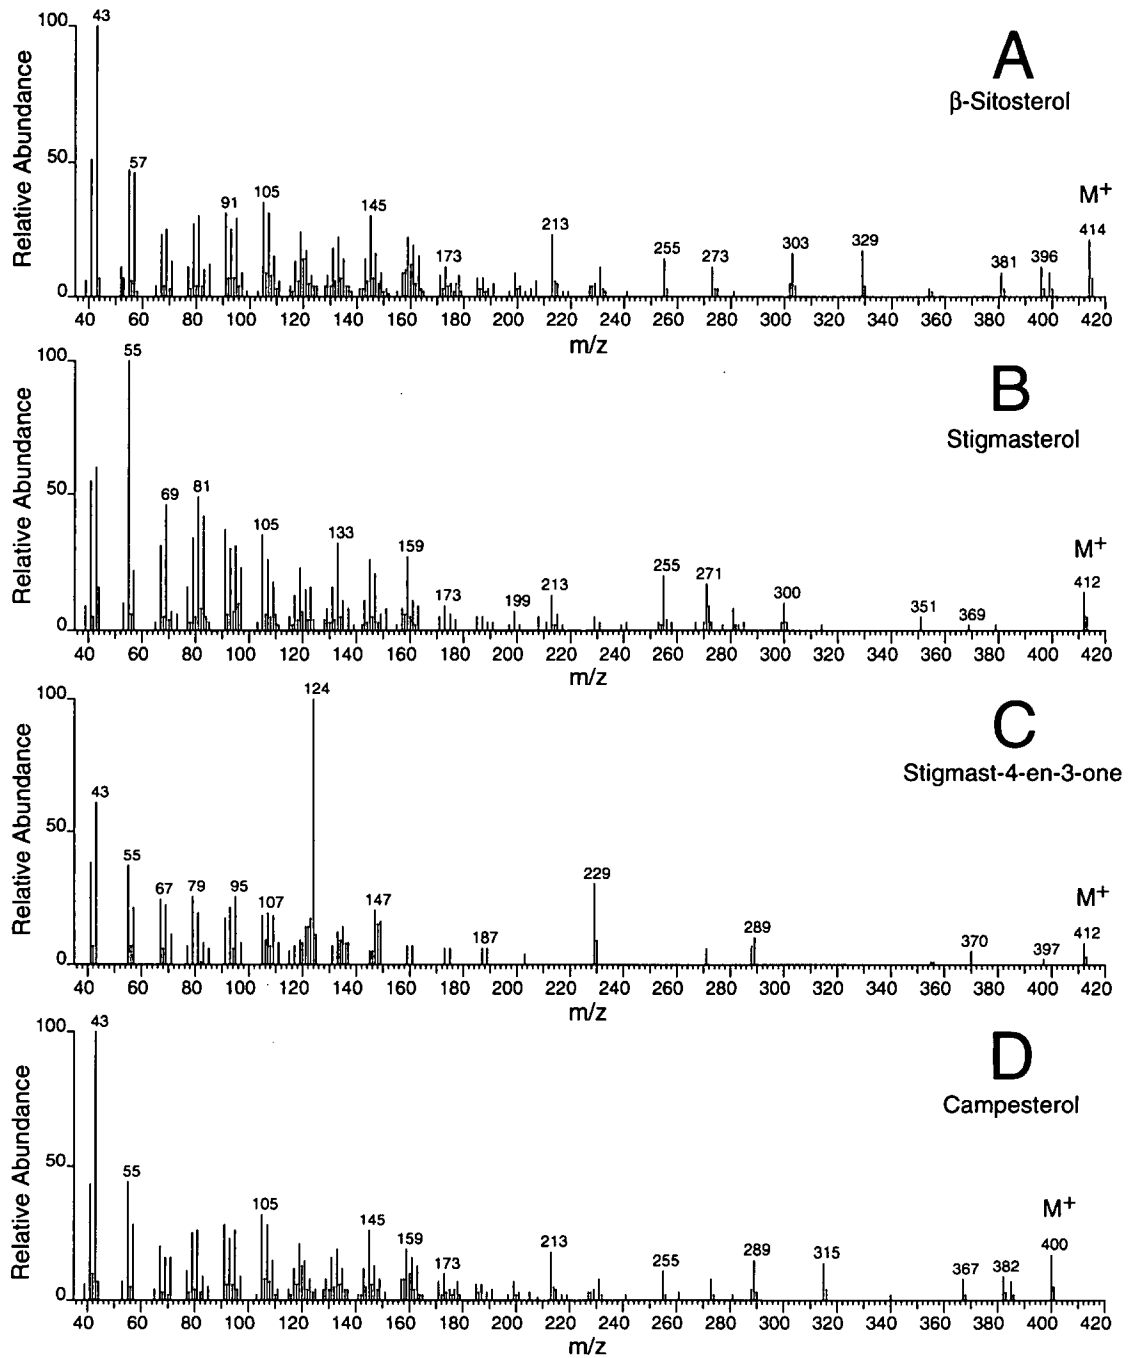 A
β-Sitosterol
Relative Abundance
100
50
0
43
57
91
105
145
173
213
255
273
303
329
381
396
M+
414
40 60 80 100 120 140 160 180 200 220 240 260 280 300 320 340 360 380 400 420
m/z
B
Stigmasterol
Relative Abundance
100
50
0
55
69
81
105
133
159
173
199
213
255
271
300
351
369
M+
412
40 60 80 100 120 140 160 180 200 220 240 260 280 300 320 340 360 380 400 420
m/z
C
Stigmast-4-en-3-one
Relative Abundance
100
50
0
43
55
67
79
95
107
124
147
187
229
289
370
397
M+
412
40 60 80 100 120 140 160 180 200 220 240 260 280 300 320 340 360 380 400 420
m/z
D
Campesterol
Relative Abundance
100
50
0
43
55
105
145
159
173
213
255
289
315
367
382
M+
400
40 60 80 100 120 140 160 180 200 220 240 260 280 300 320 340 360 380 400 420
m/z